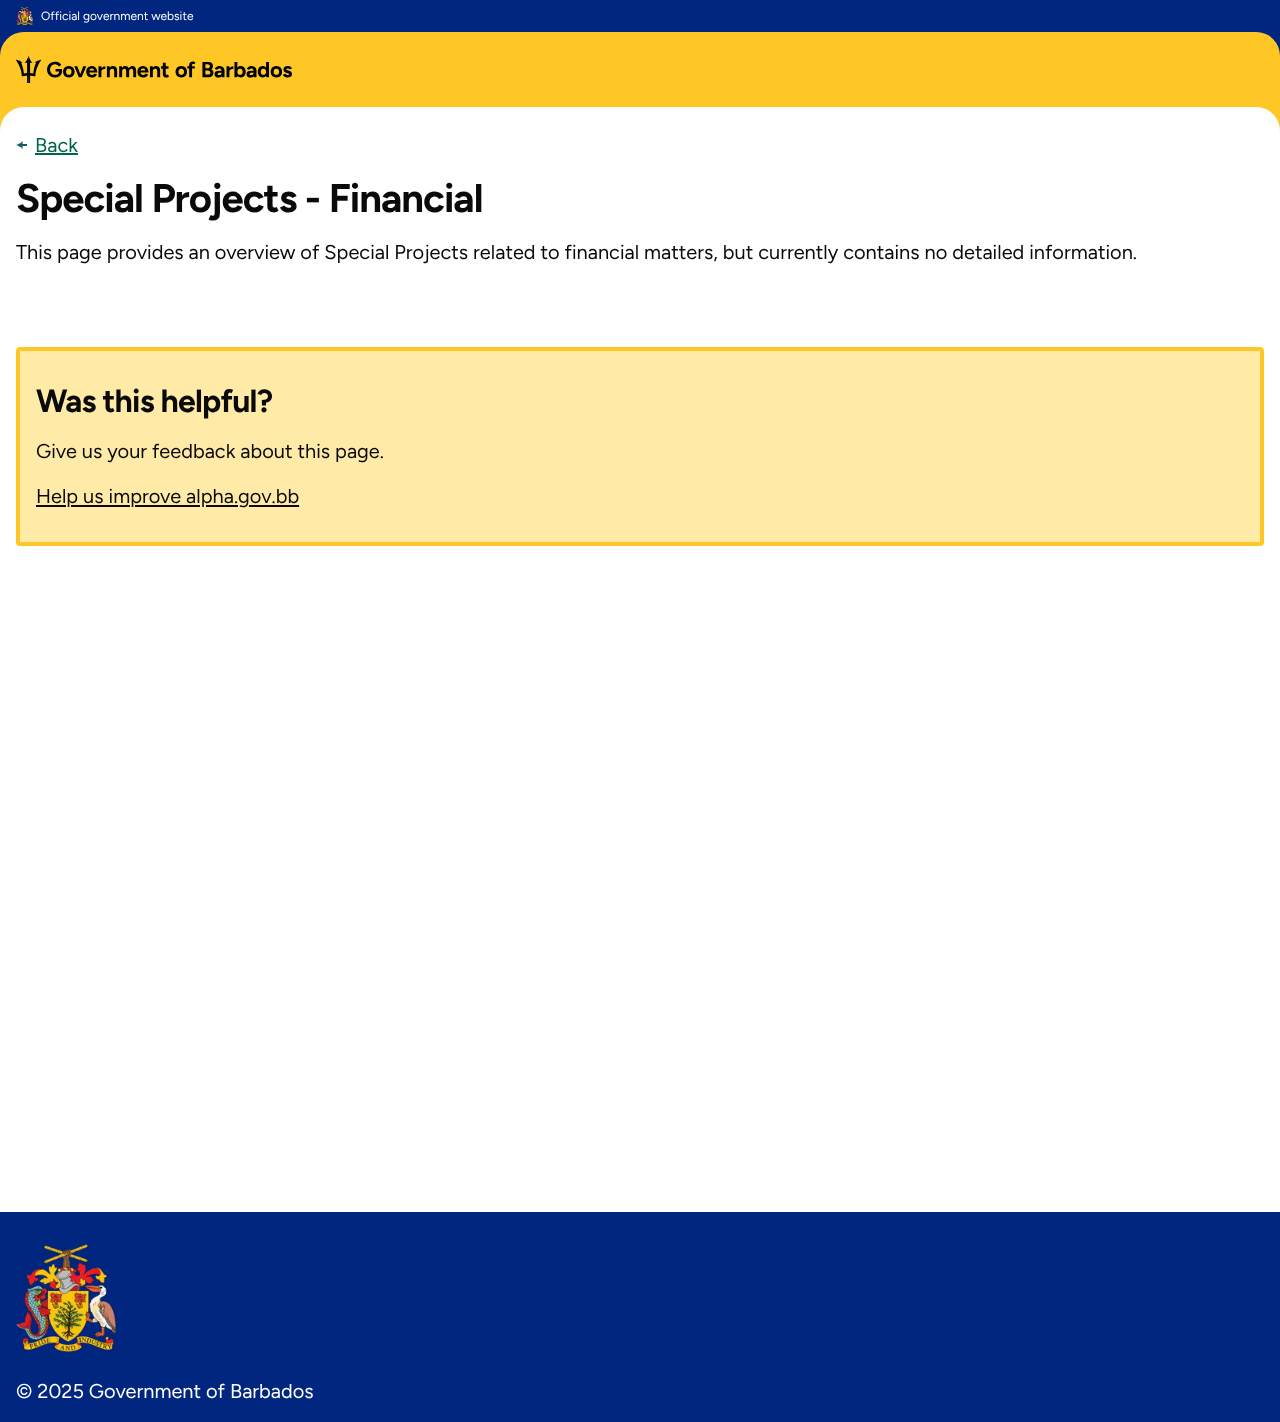 Official government website
Government of Barbados
Back
Special Projects - Financial
This page provides an overview of Special Projects related to financial matters, but currently contains no detailed information.
Was this helpful?
Give us your feedback about this page.
Help us improve alpha.gov.bb
PRIDE AND INDUSTRY
© 2025 Government of Barbados